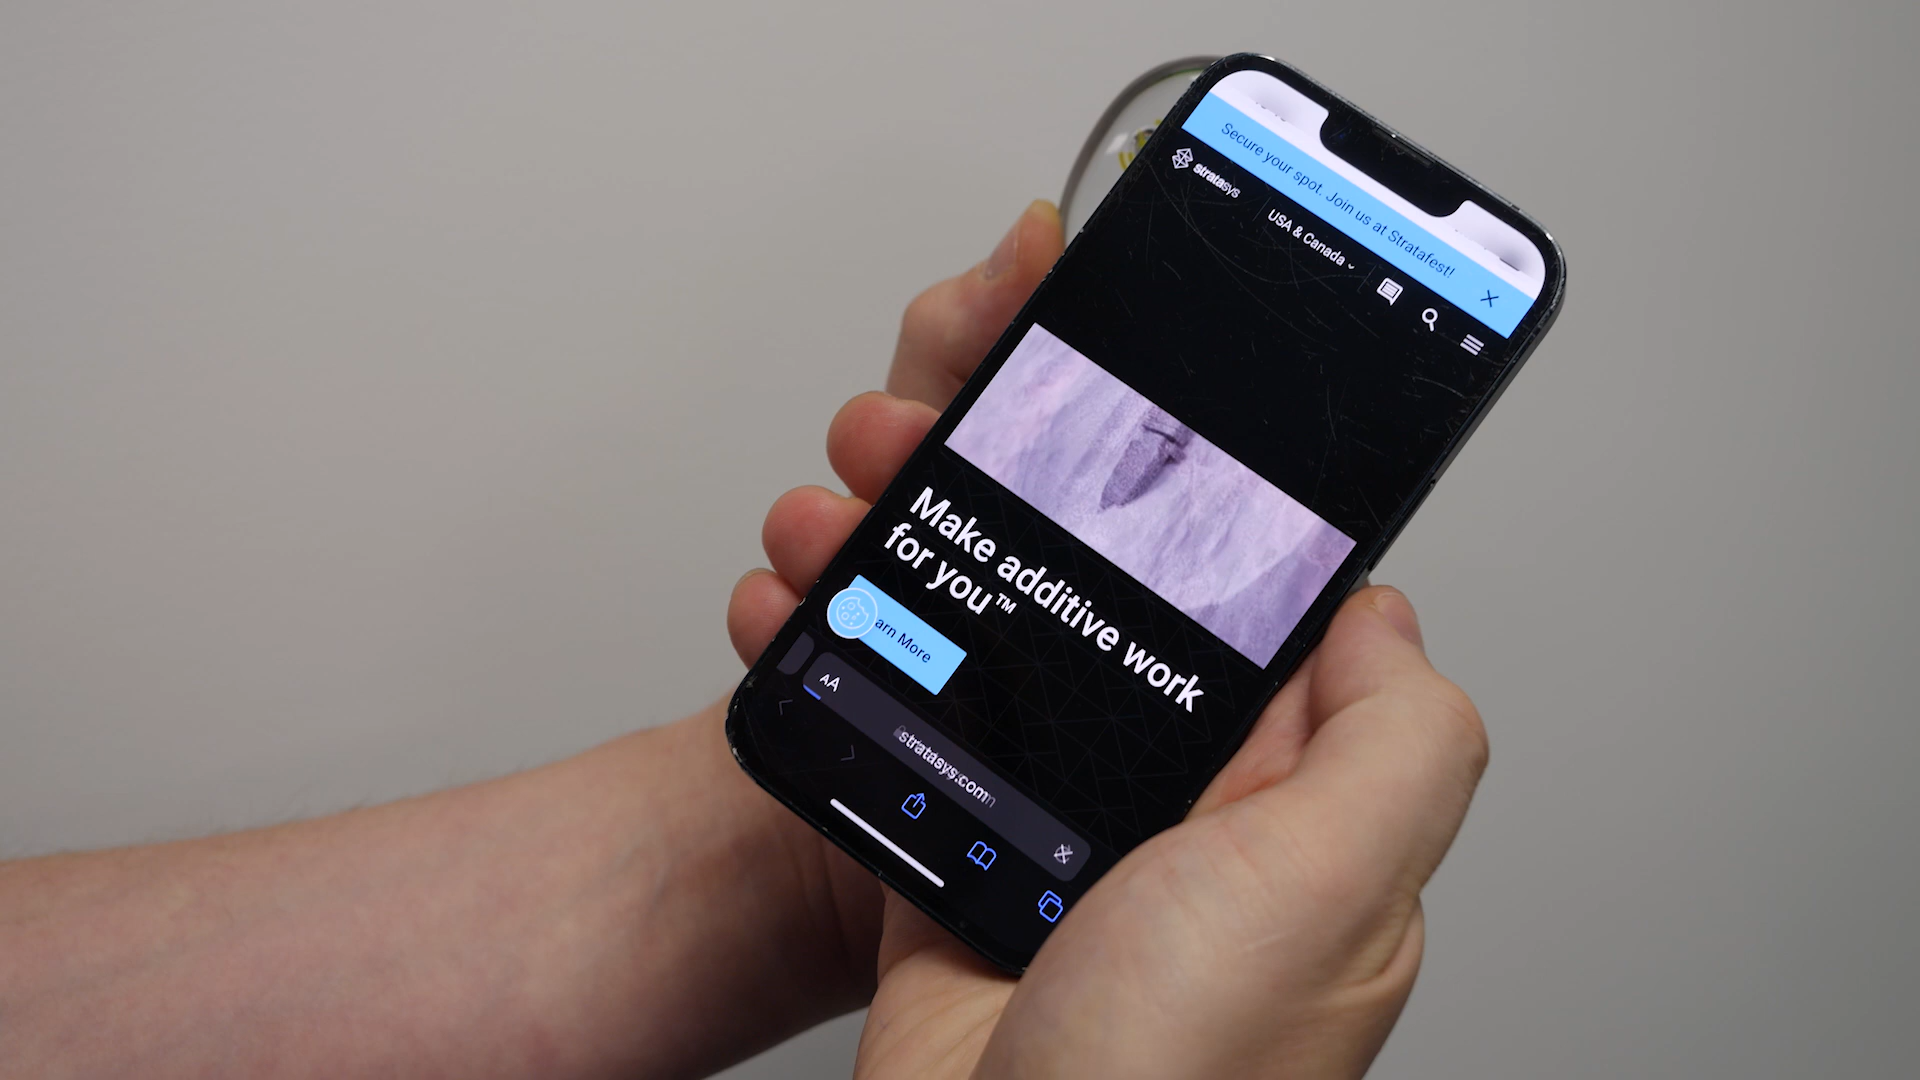 Secure your spot. Join us at Stratafest!
stratasys
USA & Canada
Make additive work
for you™
arn More
AA
stratasys.com